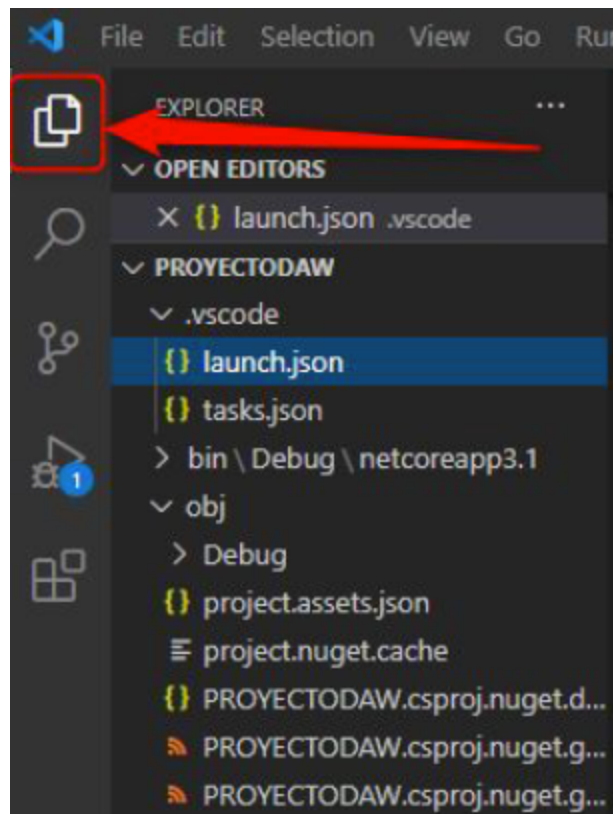 File Edit Selection View Go Ru
EXPLORER ...
OPEN EDITORS
{} launch.json .vscode
PROYECTODAW
.vscode
{} launch.json
{} tasks.json
bin \ Debug \ netcoreapp3.1
1
obj
Debug
{} project.assets.json
project.nuget.cache
{} PROYECTODAW.csproj.nuget.d...
PROYECTODAW.csproj.nuget.g...
PROYECTODAW.csproj.nuget.g...